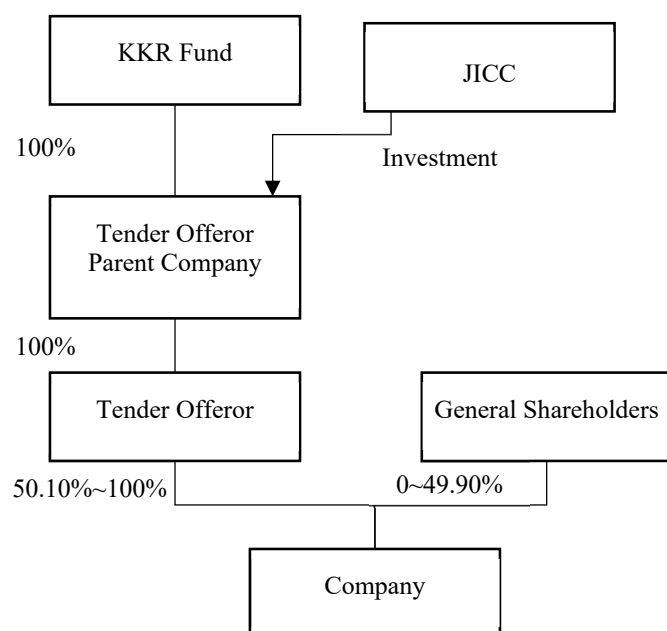 KKR Fund
JICC
100%
Investment
Tender Offeror
Parent Company
100%
Tender Offeror
General Shareholders
50.10%~100%
0~49.90%
Company